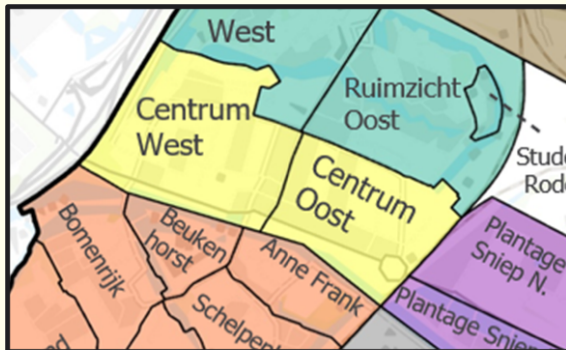 West
Ruimzicht
Oost
Centrum
West
Centrum
Oost
Bomenrijk
Beuken
horst
Anne Frank
Plantage
Sniep N.
Plantage Sniep